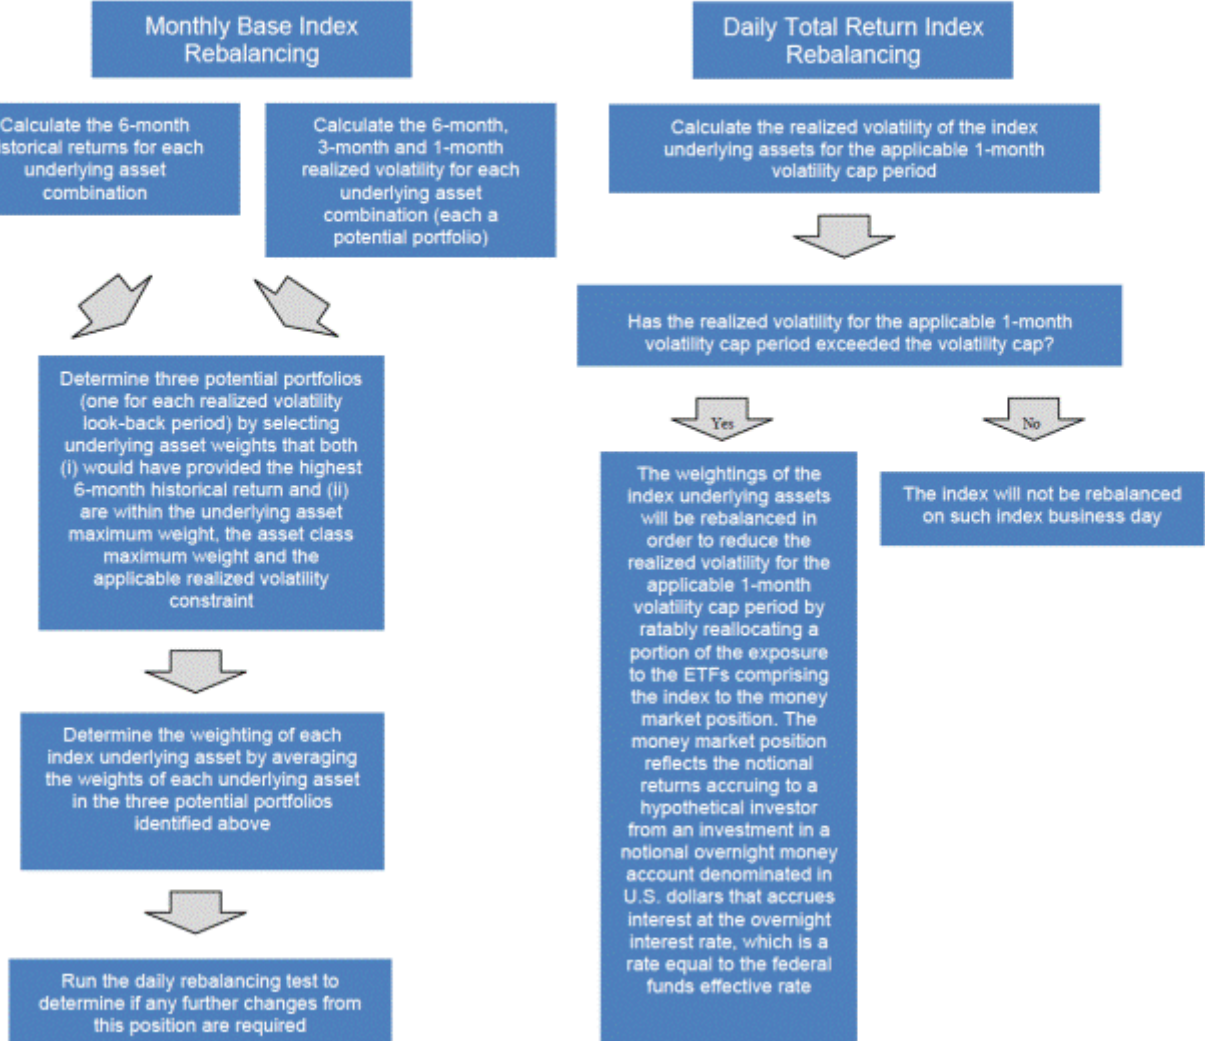 Monthly Base Index
Rebalancing
Calculate the 6-month
historical returns for each
underlying asset
combination
Calculate the 6-month,
3-month and 1-month
realized volatility for each
underlying asset
combination (each a
potential portfolio)
Determine three potential portfolios
(one for each realized volatility
look-back period) by selecting
underlying asset weights that both
(i) would have provided the highest
6-month historical return and (ii)
are within the underlying asset
maximum weight, the asset class
maximum weight and the
applicable realized volatility
constraint
Determine the weighting of each
index underlying asset by averaging
the weights of each underlying asset
in the three potential portfolios
identified above
Run the daily rebalancing test to
determine if any further changes from
this position are required
Daily Total Return Index
Rebalancing
Calculate the realized volatility of the index
underlying assets for the applicable 1-month
volatility cap period
Has the realized volatility for the applicable 1-month
volatility cap period exceeded the volatility cap?
Yes
No
The weightings of the
index underlying assets
will be rebalanced in
order to reduce the
realized volatility for the
applicable 1-month
volatility cap period by
ratably reallocating a
portion of the exposure
to the ETFs comprising
the index to the money
market position. The
money market position
reflects the notional
returns accruing to a
hypothetical investor
from an investment in a
notional overnight money
account denominated in
U.S. dollars that accrues
interest at the overnight
interest rate, which is a
rate equal to the federal
funds effective rate
The index will not be rebalanced
on such index business day